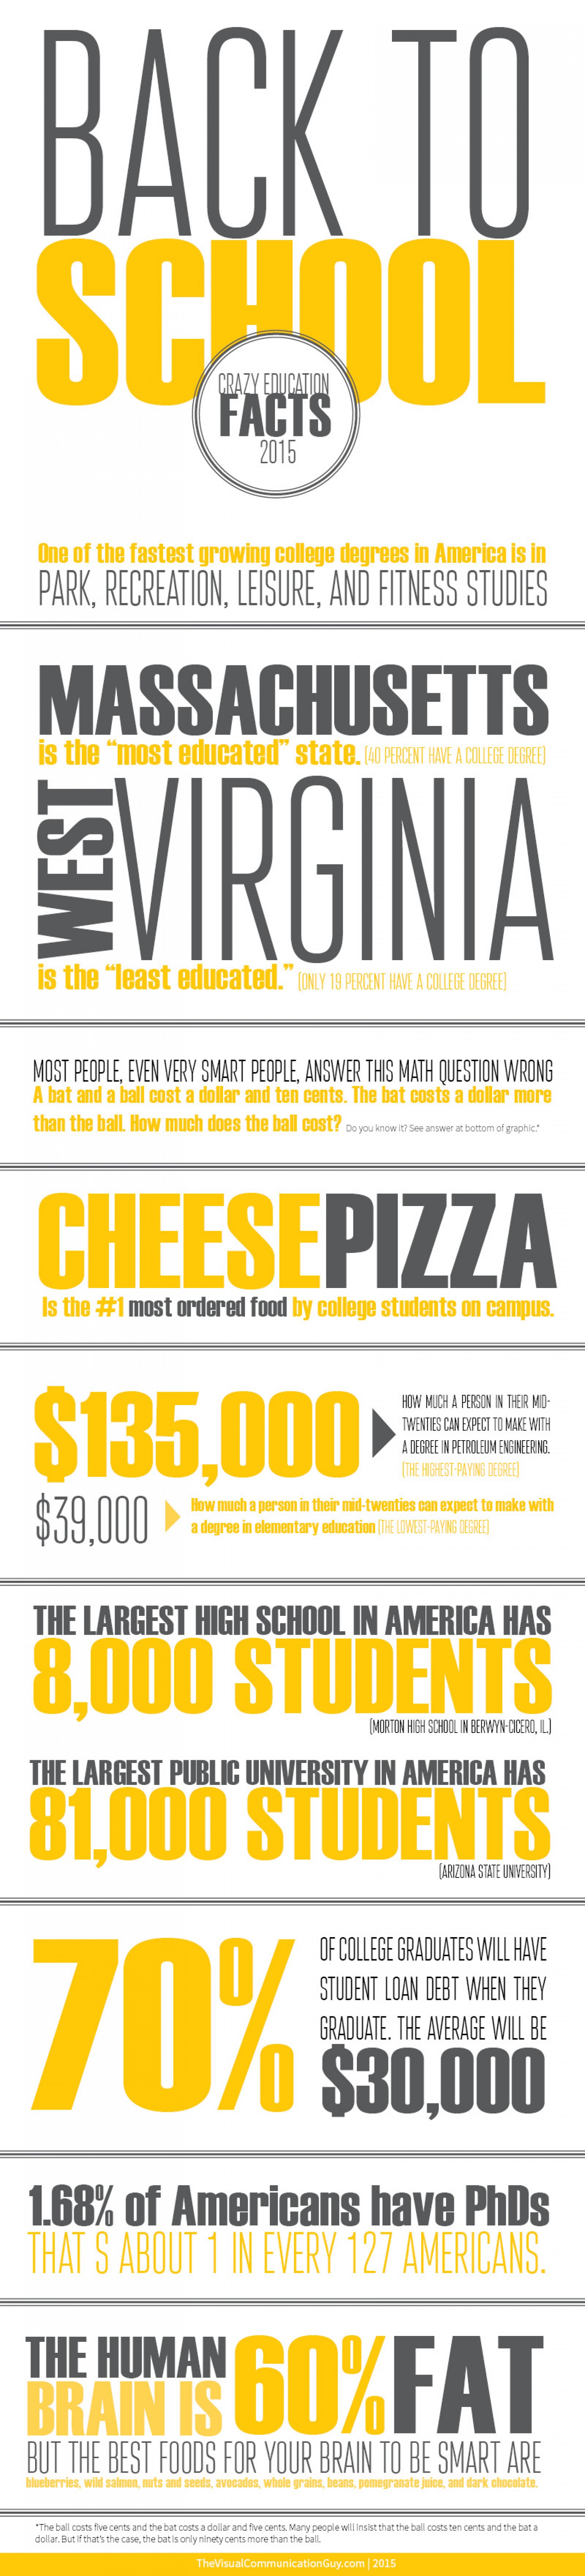 BACK TO
SCHOOL
CRAZY EDUCATION
FACTS
2015
One of the fastest growing college degrees in America is in
PARK, RECREATION, LEISURE, AND FITNESS STUDIES
MASSACHUSETTS
is the “most educated” state. (40 PERCENT HAVE A COLLEGE DEGREE)
WEST VIRGINIA
is the “least educated.” (ONLY 19 PERCENT HAVE A COLLEGE DEGREE)
MOST PEOPLE, EVEN VERY SMART PEOPLE, ANSWER THIS MATH QUESTION WRONG
A bat and a ball cost a dollar and ten cents. The bat costs a dollar more
than the ball. How much does the ball cost? Do you know it? See answer at bottom of graphic.*
CHEESEPIZZA
Is the #1 most ordered food by college students on campus.
$135,000
HOW MUCH A PERSON IN THEIR MID-
TWENTIES CAN EXPECT TO MAKE WITH
A DEGREE IN PETROLEUM ENGINEERING.
(THE HIGHEST-PAYING DEGREE)
$39,000
How much a person in their mid-twenties can expect to make with
a degree in elementary education (THE LOWEST-PAYING DEGREE)
THE LARGEST HIGH SCHOOL IN AMERICA HAS
8,000 STUDENTS
(MORTON HIGH SCHOOL IN BERWYN-CICERO, IL.)
THE LARGEST PUBLIC UNIVERSITY IN AMERICA HAS
81,000 STUDENTS
(ARIZONA STATE UNIVERSITY)
70%
OF COLLEGE GRADUATES WILL HAVE
STUDENT LOAN DEBT WHEN THEY
GRADUATE. THE AVERAGE WILL BE
$30,000
1.68% of Americans have PhDs
THAT S ABOUT 1 IN EVERY 127 AMERICANS.
THE HUMAN
BRAIN IS
60% FAT
BUT THE BEST FOODS FOR YOUR BRAIN TO BE SMART ARE
blueberries, wild salmon, nuts and seeds, avocados, whole grains, beans, pomegranate juice, and dark chocolate.
*The ball costs five cents and the bat costs a dollar and five cents. Many people will insist that the ball costs ten cents and the bat a
dollar. But if that's the case, the bat is only ninety cents more than the ball.
TheVisualCommunicationGuy.com | 2015